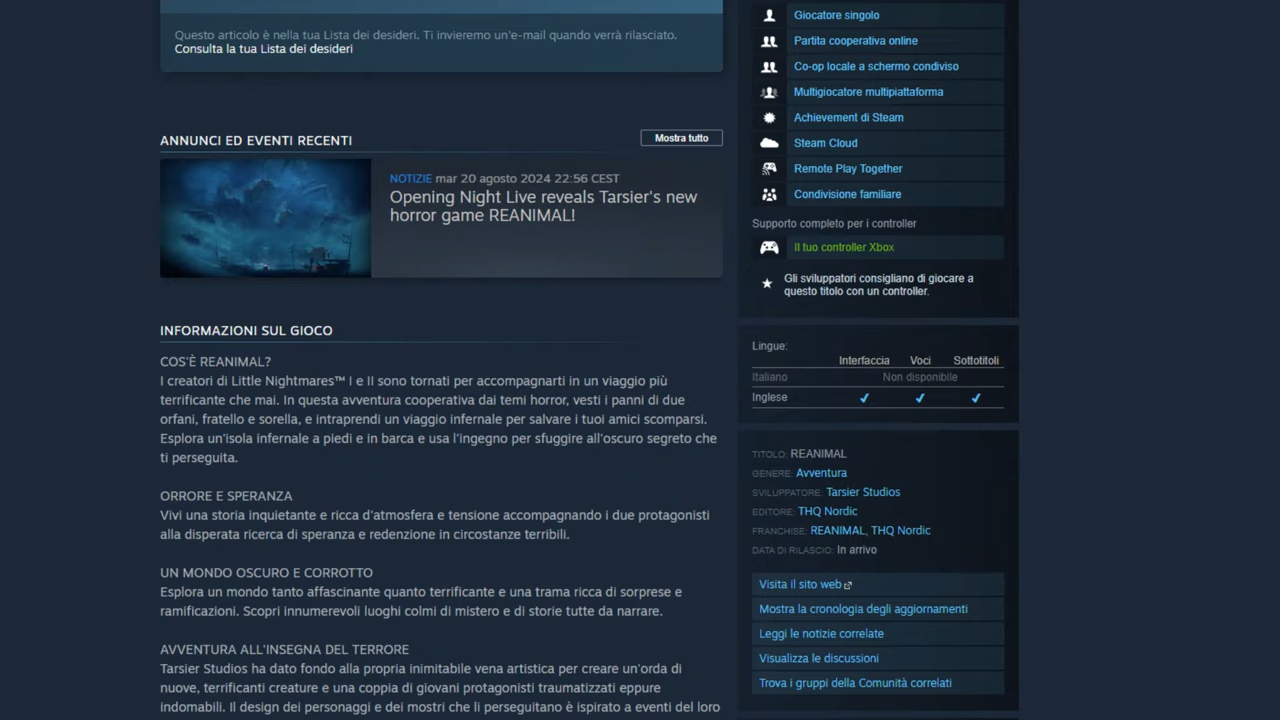 Questo articolo è nella tua Lista dei desideri. Ti invieremo un'e-mail quando verrà rilasciato.
Consulta la tua Lista dei desideri
ANNUNCI ED EVENTI RECENTI
Mostra tutto
NOTIZIE mar 20 agosto 2024 22:56 CEST
Opening Night Live reveals Tarsier's new
horror game REANIMAL!
INFORMAZIONI SUL GIOCO
COS'È REANIMAL?
I creatori di Little Nightmares™ I e II sono tornati per accompagnarti in un viaggio più
terrificante che mai. In questa avventura cooperativa dai temi horror, vesti i panni di due
orfani, fratello e sorella, e intraprendi un viaggio infernale per salvare i tuoi amici scomparsi.
Esplora un'isola infernale a piedi e in barca e usa l'ingegno per sfuggire all'oscuro segreto che
ti perseguita.
ORRORE E SPERANZA
Vivi una storia inquietante e ricca d'atmosfera e tensione accompagnando i due protagonisti
alla disperata ricerca di speranza e redenzione in circostanze terribili.
UN MONDO OSCURO E CORROTTO
Esplora un mondo tanto affascinante quanto terrificante e una trama ricca di sorprese e
ramificazioni. Scopri innumerevoli luoghi colmi di mistero e di storie tutte da narrare.
AVVENTURA ALL'INSEGNA DEL TERRORE
Tarsier Studios ha dato fondo alla propria inimitabile vena artistica per creare un'orda di
nuove, terrificanti creature e una coppia di giovani protagonisti traumatizzati eppure
indomabili. Il design dei personaggi e dei mostri che li perseguitano è ispirato a eventi del loro
Giocatore singolo
Partita cooperativa online
Co-op locale a schermo condiviso
Multigiocatore multipiattaforma
Achievement di Steam
Steam Cloud
Remote Play Together
Condivisione familiare
Supporto completo per i controller
Il tuo controller Xbox
Gli sviluppatori consigliano di giocare a
questo titolo con un controller.
Lingue:
Interfaccia Voci Sottotitoli
Italiano Non disponibile
Inglese ✔ ✔ ✔
TITOLO: REANIMAL
GENERE: Avventura
SVILUPPATORE: Tarsier Studios
EDITORE: THQ Nordic
FRANCHISE: REANIMAL, THQ Nordic
DATA DI RILASCIO: In arrivo
Visita il sito web
Mostra la cronologia degli aggiornamenti
Leggi le notizie correlate
Visualizza le discussioni
Trova i gruppi della Comunità correlati